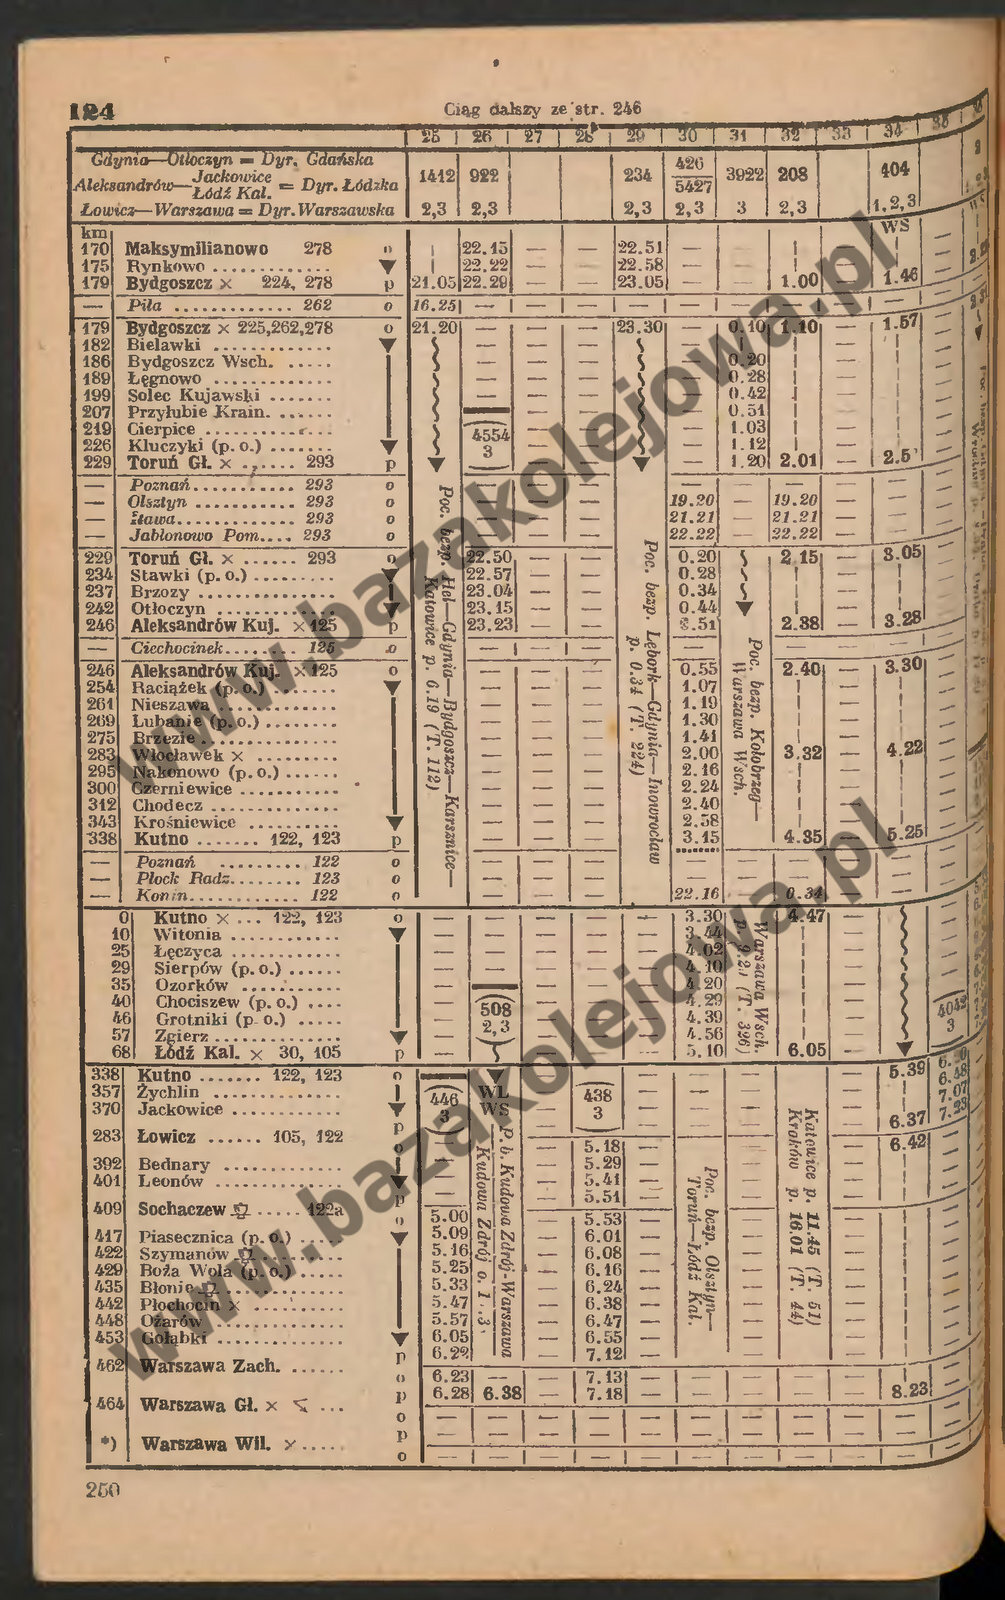 124
Ciąg dalszy ze str. 246
25 26 27 28 29 30 31 32 33 34 35
Gdynia—Otłoczyn = Dyr. Gdańska
Aleksandrów—Jackowice Łódź Kal. = Dyr. Łódzka
Łowicz—Warszawa = Dyr. Warszawska
1412 922 234 426 5427 3922 208 404
2,3 2,3 2,3 2,3 3 2,3 1,2,3
km WS
170 Maksymilianowo 278 o 22.15 — — 22.51 — —
175 Rynkowo 22.22 — — 22.58 — —
179 Bydgoszcz × 224, 278 p 21.05 22.29 — — 23.05 — — 1.00 — 1.46
— Piła 262 o 16.25 — — —
179 Bydgoszcz × 225,262,278 o 21.20 — — — 23.30 — 0.10 1.10 — 1.57
182 Bielawki
186 Bydgoszcz Wsch. 0.20
189 Łęgnowo 0.28
199 Solec Kujawski 0.42
207 Przyłubie Krain. 0.51
219 Cierpice 4554 1.03
226 Kluczyki (p.o.) 3 1.12
229 Toruń Gł. × 293 p 1.20 2.01 2.5
— Poznań 293 o
— Olsztyn 293 o 19.20 — 19.20
— Iława 293 o 21.21 — 21.21
— Jabłonowo Pom. 293 o 22.22 — 22.22
229 Toruń Gł. × 293 o 22.50 — — 0.20 2.15 — 3.05
234 Stawki (p.o.) 22.57 — — 0.28
237 Brzozy 23.04 — — 0.34
242 Otłoczyn 23.15 — — 0.44
246 Aleksandrów Kuj. ×125 p 23.23 — — 0.51 2.38 — 3.28
— Ciechocinek 125 o
246 Aleksandrów Kuj. ×125 o 0.55 2.40 — 3.30
254 Raciążek (p.o.) 1.07
261 Nieszawa 1.19
269 Lubanie (p.o.) 1.30
275 Brzezie 1.41
283 Włocławek × 2.00 3.32 — 4.22
295 Nakonowo (p.o.) 2.16
300 Czerniewice 2.24
312 Chodecz 2.40
343 Krośniewice 2.58
338 Kutno 122, 123 p 3.15 4.35 — 5.25
— Poznań 122 o
— Płock Radz. 123 o
— Konin 122 o 22.16 0.34
Poc. bezp. Hel—Gdynia—Bydgoszcz—Karsznice—
Katowice p. 6.19 (T. 112)
Poc. bezp. Lębork—Gdynia—Inowrocław
p. 0.34 (T. 224)
Poc. bezp. Kołobrzeg—
Warszawa Wsch.
0 Kutno × 122, 123 o 3.30 4.47
10 Witonia 3.44
25 Łęczyca 4.02
29 Sierpów (p.o.) 4.10
35 Ozorków 4.20
40 Chociszew (p.o.) 508 4.29 4042
46 Grotniki (p.o.) 2,3 4.39 3
57 Zgierz 4.56
68 Łódź Kal. × 30, 105 p 5.10 6.05
Warszawa Wsch.
338 Kutno 122, 123 o 5.39
357 Żychlin 446 WL 438 6.48
370 Jackowice 3 WS 3 7.07
283 Łowicz 105, 122 p 6.37 7.23
o 5.18 6.42
392 Bednary 5.29
401 Leonów 5.41
409 Sochaczew 122a p 5.51
o 5.00 5.53
417 Piasecznica (p.o.) 5.09 6.01
422 Szymanów 5.16 6.08
429 Boża Wola (p.o.) 5.25 6.16
435 Błonie 5.33 6.24
442 Płochocin × 5.47 6.38
448 Ożarów 5.57 6.47
453 Gołąbki 6.05 6.55
462 Warszawa Zach. p 6.22 7.12
o 6.23 — — 7.13
464 Warszawa Gł. × p 6.28 6.38 — 7.18 8.23
o
*) Warszawa Wil. × p
o
P. b. Kudowa Zdrój-Warszawa
Kudowa Zdrój o.
Poc. bezp. Olsztyn—
Toruń—Łódź Kal.
Katowice p. 11.45 (T. 51)
Kraków p. 16.01 (T. 44)
250
www.bazakolejowa.pl
www.bazakolejowa.pl